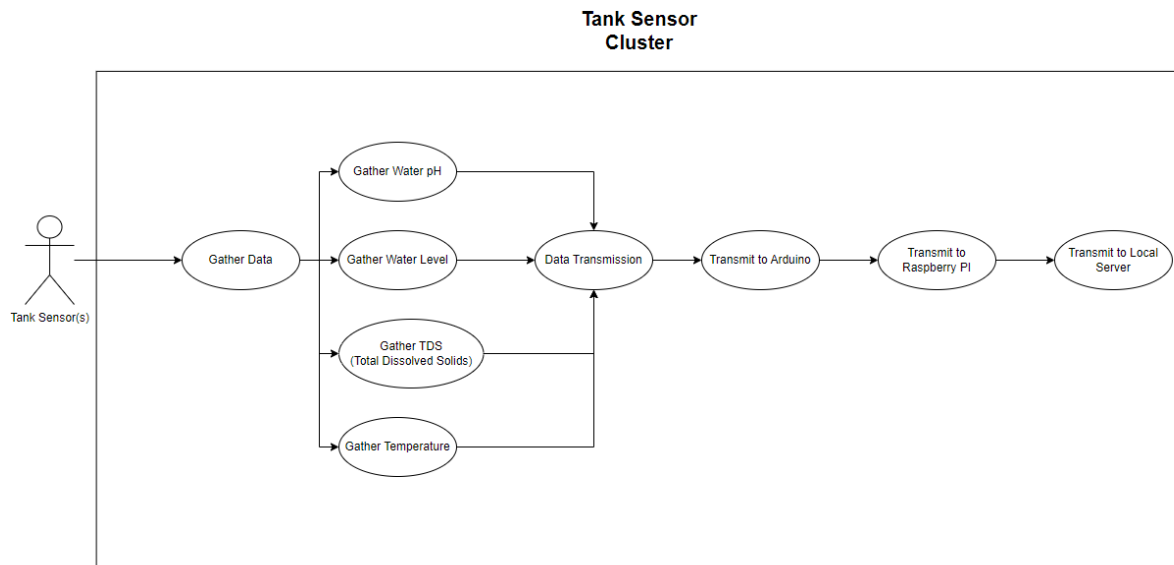 Tank Sensor
Cluster
Gather Water pH
Gather Data
Gather Water Level
Data Transmission
Transmit to Arduino
Transmit to
Raspberry PI
Transmit to Local
Server
Tank Sensor(s)
Gather TDS
(Total Dissolved Solids)
Gather Temperature